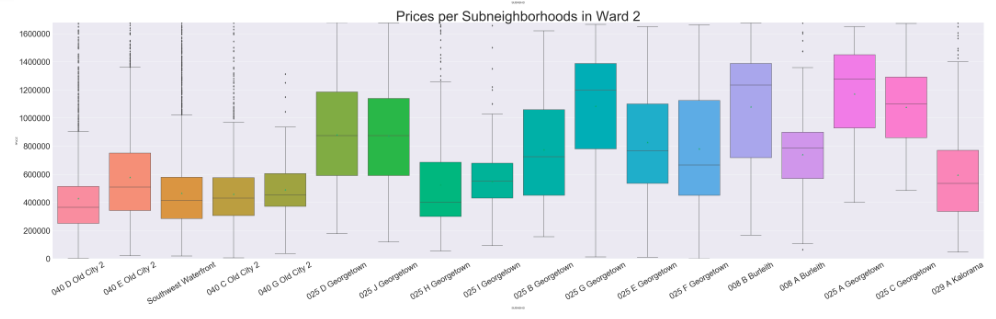 Prices per Subneighborhoods in Ward 2
1600000
1400000
1200000
1000000
800000
600000
400000
200000
0
040 D Old City 2
040 E Old City 2
Southwest Waterfront
040 C Old City 2
040 G Old City 2
025 D Georgetown
025 J Georgetown
025 H Georgetown
025 I Georgetown
025 B Georgetown
025 G Georgetown
025 E Georgetown
025 F Georgetown
008 B Burleith
008 A Burleith
025 A Georgetown
025 C Georgetown
029 A Kalorama